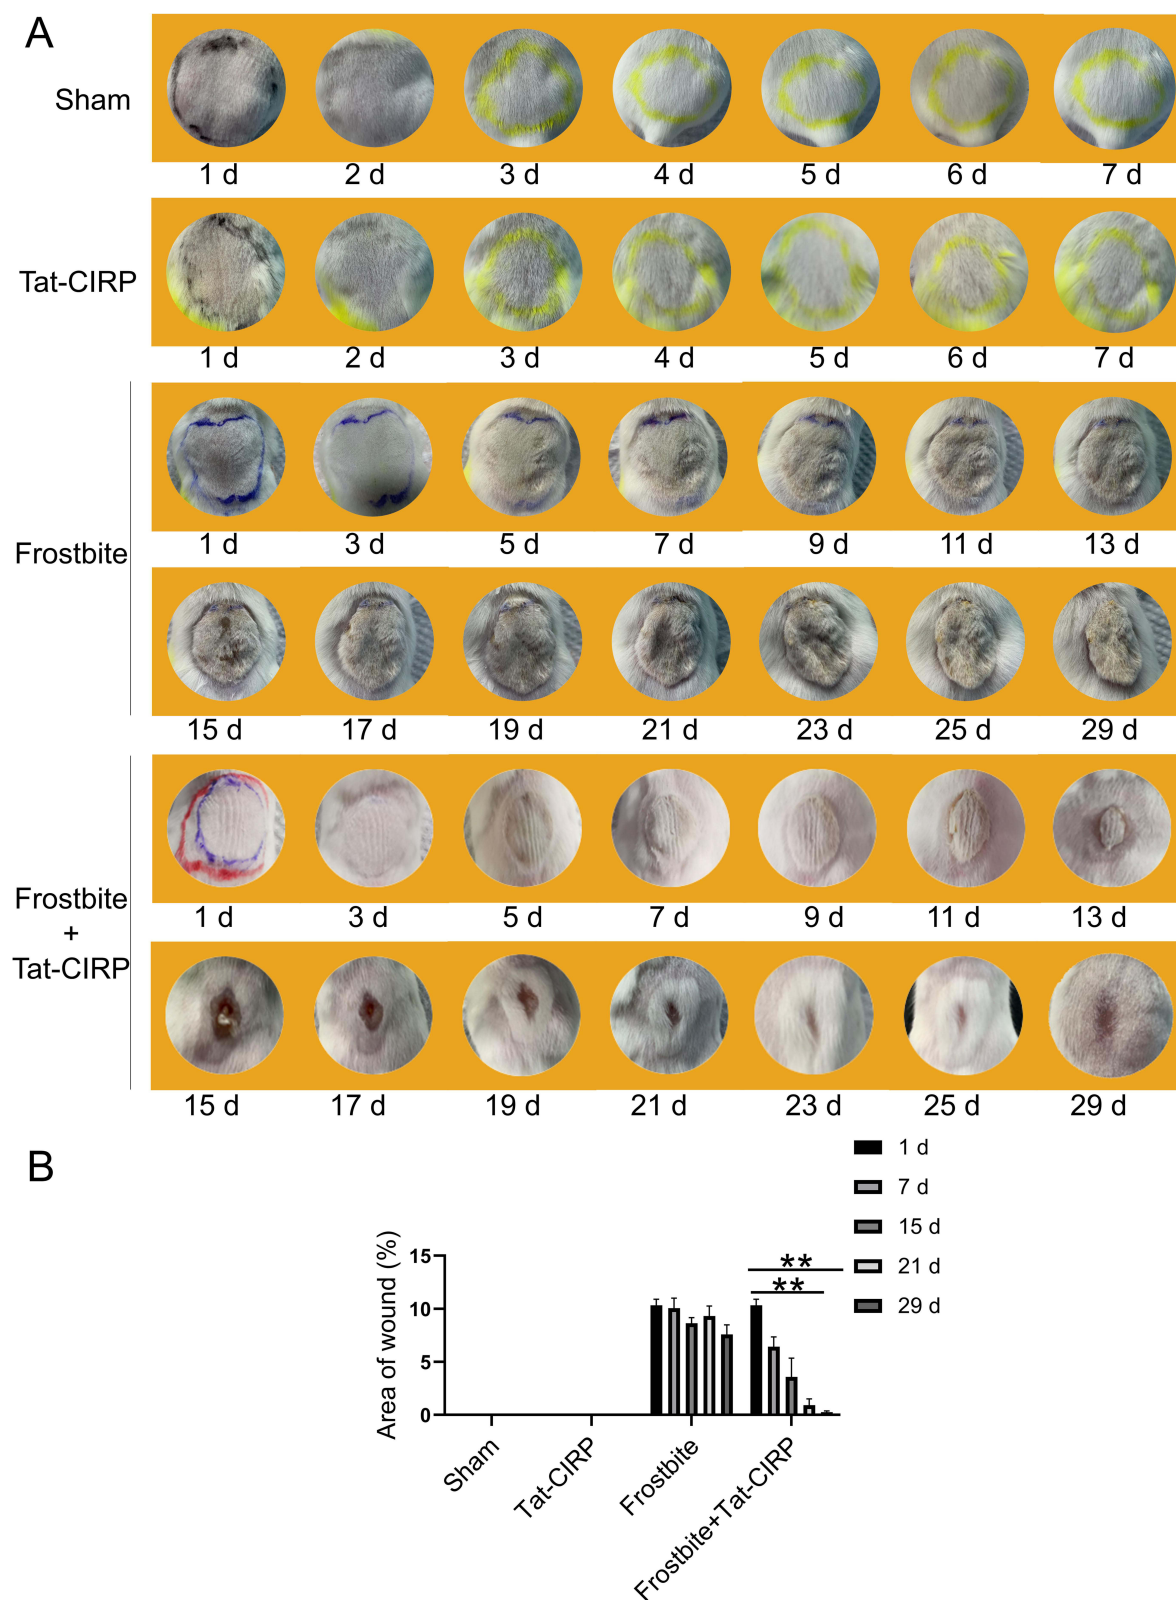 A
Sham
1 d 2 d 3 d 4 d 5 d 6 d 7 d
Tat-CIRP
1 d 2 d 3 d 4 d 5 d 6 d 7 d
Frostbite
1 d 3 d 5 d 7 d 9 d 11 d 13 d
15 d 17 d 19 d 21 d 23 d 25 d 29 d
Frostbite
+
Tat-CIRP
1 d 3 d 5 d 7 d 9 d 11 d 13 d
15 d 17 d 19 d 21 d 23 d 25 d 29 d
B
1 d
7 d
15 d
21 d
29 d
Area of wound (%)
15
10
5
0
**
**
Sham
Tat-CIRP
Frostbite
Frostbite+Tat-CIRP